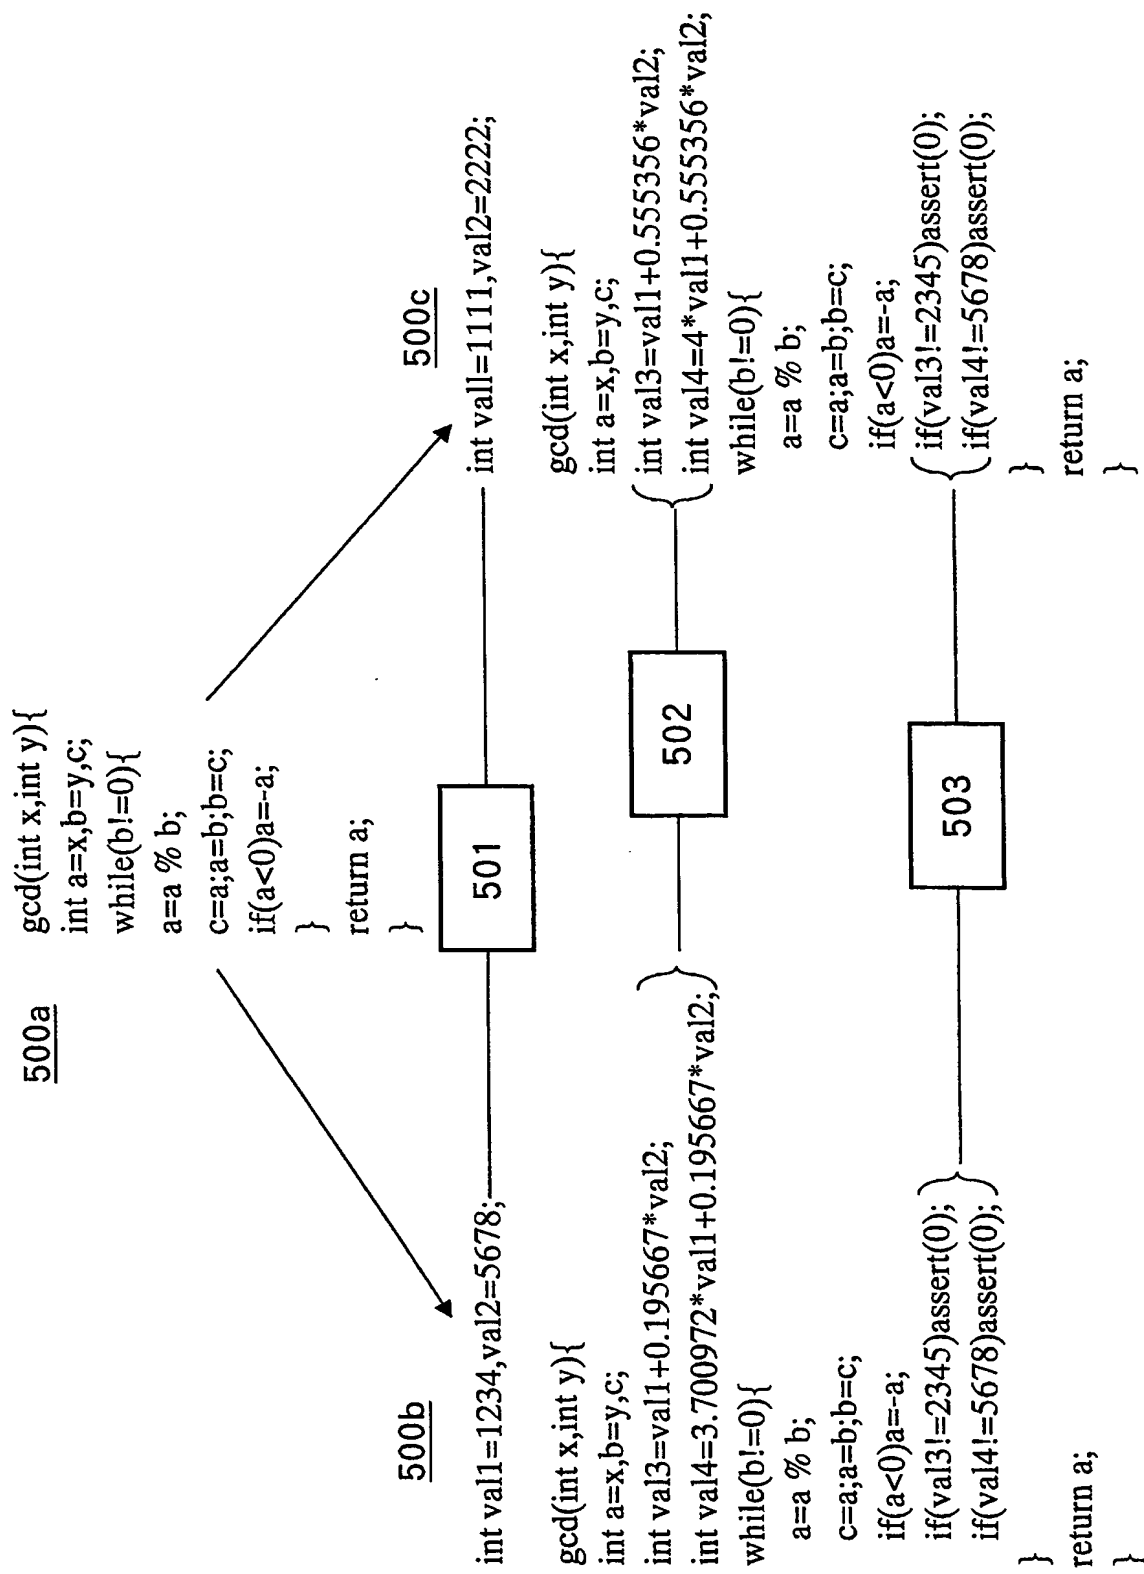 500a
gcd(int x,int y){
int a=x,b=y,c;
while(b!=0){
a=a % b;
c=a;a=b;b=c;
if(a<0)a=-a;
}
return a;
}
500b
int val1=1234,val2=5678;
gcd(int x,int y){
int a=x,b=y,c;
int val3=val1+0.195667*val2;
int val4=3.700972*val1+0.195667*val2;
while(b!=0){
a=a % b;
c=a;a=b;b=c;
if(a<0)a=-a;
if(val3!=2345)assert(0);
if(val4!=5678)assert(0);
}
return a;
}
501
502
503
500c
int val1=1111,val2=2222;
gcd(int x,int y){
int a=x,b=y,c;
int val3=val1+0.555356*val2;
int val4=4*val1+0.555356*val2;
while(b!=0){
a=a % b;
c=a;a=b;b=c;
if(a<0)a=-a;
if(val3!=2345)assert(0);
if(val4!=5678)assert(0);
}
return a;
}